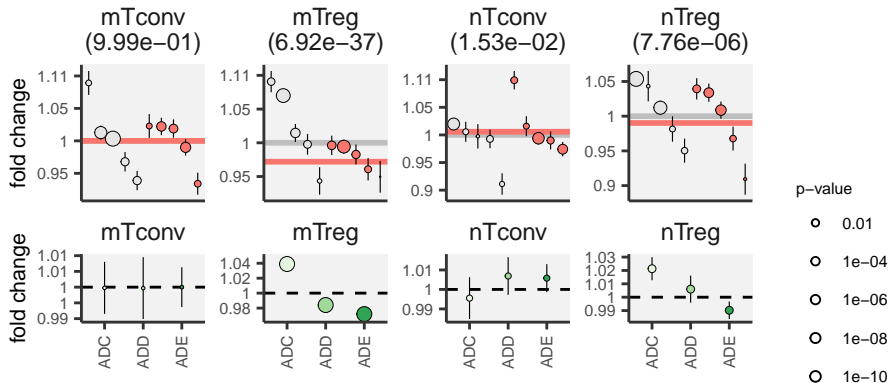 mTconv
(9.99e−01)
mTreg
(6.92e−37)
nTconv
(1.53e−02)
nTreg
(7.76e−06)
fold change
1.11
1.05
1
0.95
1.11
1.05
1
0.95
1.11
1.05
1
0.95
0.9
1.05
1
0.95
0.9
mTconv
mTreg
nTconv
nTreg
fold change
1.01
1.01
1
0.99
0.99
1.04
1.02
1
0.98
1.01
1
0.99
1.03
1.02
1.01
1
0.99
ADC
ADD
ADE
ADC
ADD
ADE
ADC
ADD
ADE
ADC
ADD
ADE
p−value
0.01
1e−04
1e−06
1e−08
1e−10